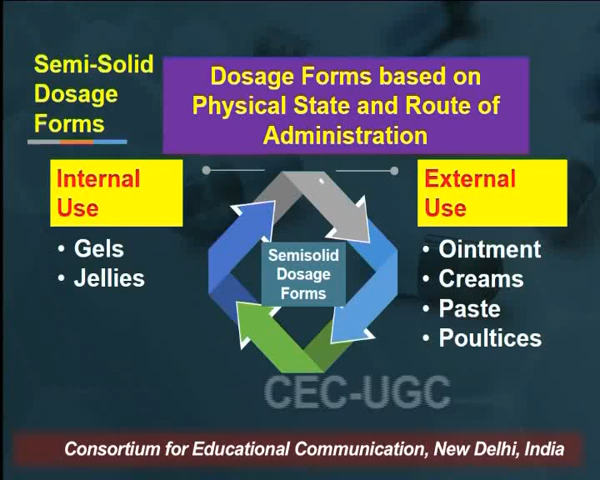 Semi-Solid
Dosage
Forms
Dosage Forms based on
Physical State and Route of
Administration
Internal
Use
• Gels
• Jellies
Semisolid
Dosage
Forms
External
Use
• Ointment
• Creams
• Paste
• Poultices
CEC-UGC
Consortium for Educational Communication, New Delhi, India